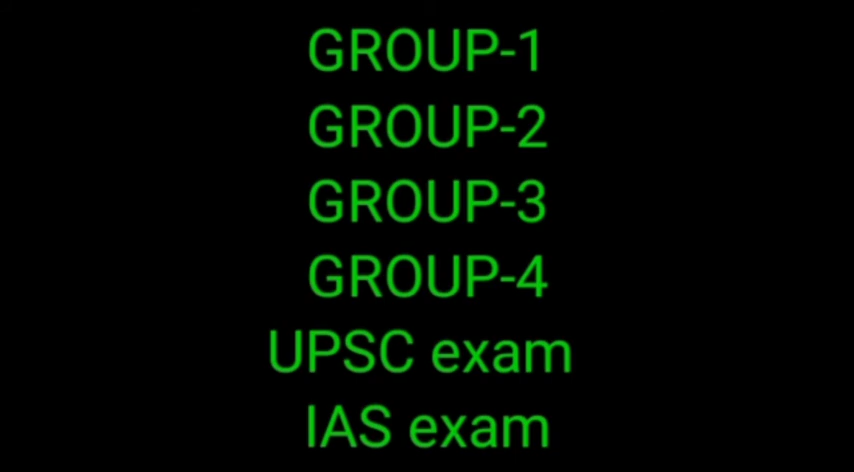 GROUP-1
GROUP-2
GROUP-3
GROUP-4
UPSC exam
IAS exam